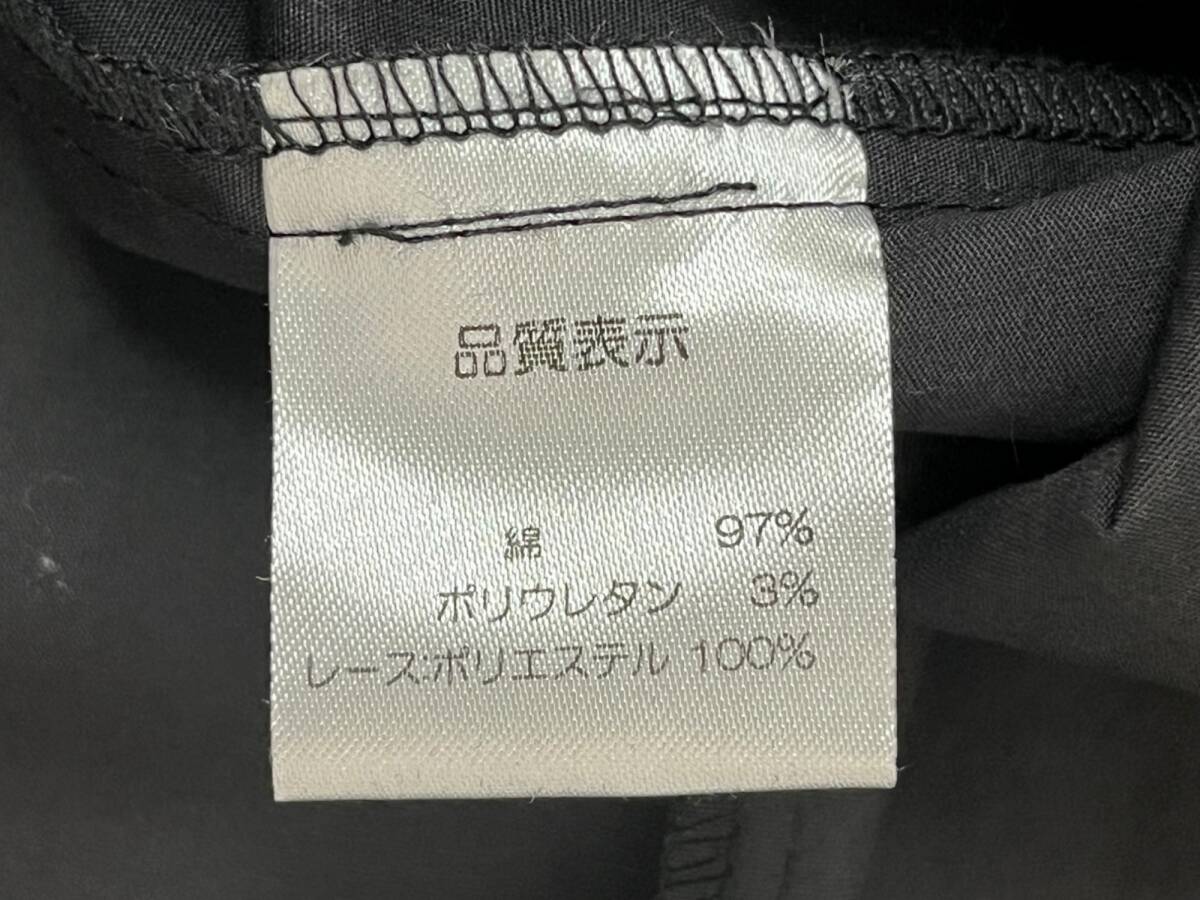 品質表示
綿 97%
ポリウレタン 3%
レース:ポリエステル 100%